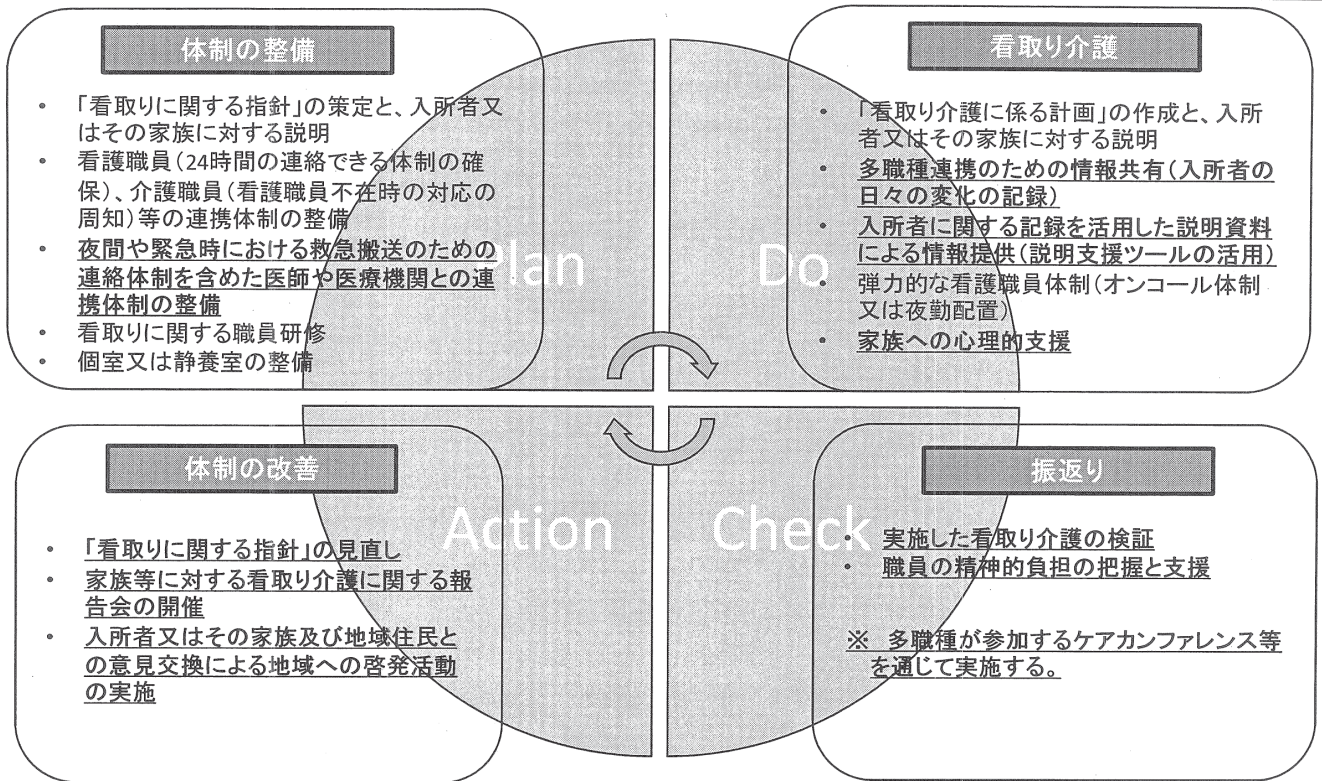 体制の整備
• 「看取りに関する指針」の策定と、入所者又
はその家族に対する説明
• 看護職員(24時間の連絡できる体制の確
保)、介護職員(看護職員不在時の対応の
周知)等の連携体制の整備
• 夜間や緊急時における救急搬送のための
連絡体制を含めた医師や医療機関との連
携体制の整備
• 看取りに関する職員研修
• 個室又は静養室の整備
Plan
看取り介護
• 「看取り介護に係る計画」の作成と、入所
者又はその家族に対する説明
• 多職種連携のための情報共有(入所者の
日々の変化の記録)
• 入所者に関する記録を活用した説明資料
による情報提供(説明支援ツールの活用)
• 弾力的な看護職員体制(オンコール体制
又は夜勤配置)
• 家族への心理的支援
Do
体制の改善
• 「看取りに関する指針」の見直し
• 家族等に対する看取り介護に関する報
告会の開催
• 入所者又はその家族及び地域住民と
の意見交換による地域への啓発活動
の実施
Action
振返り
• 実施した看取り介護の検証
• 職員の精神的負担の把握と支援
※ 多職種が参加するケアカンファレンス等
を通じて実施する。
Check